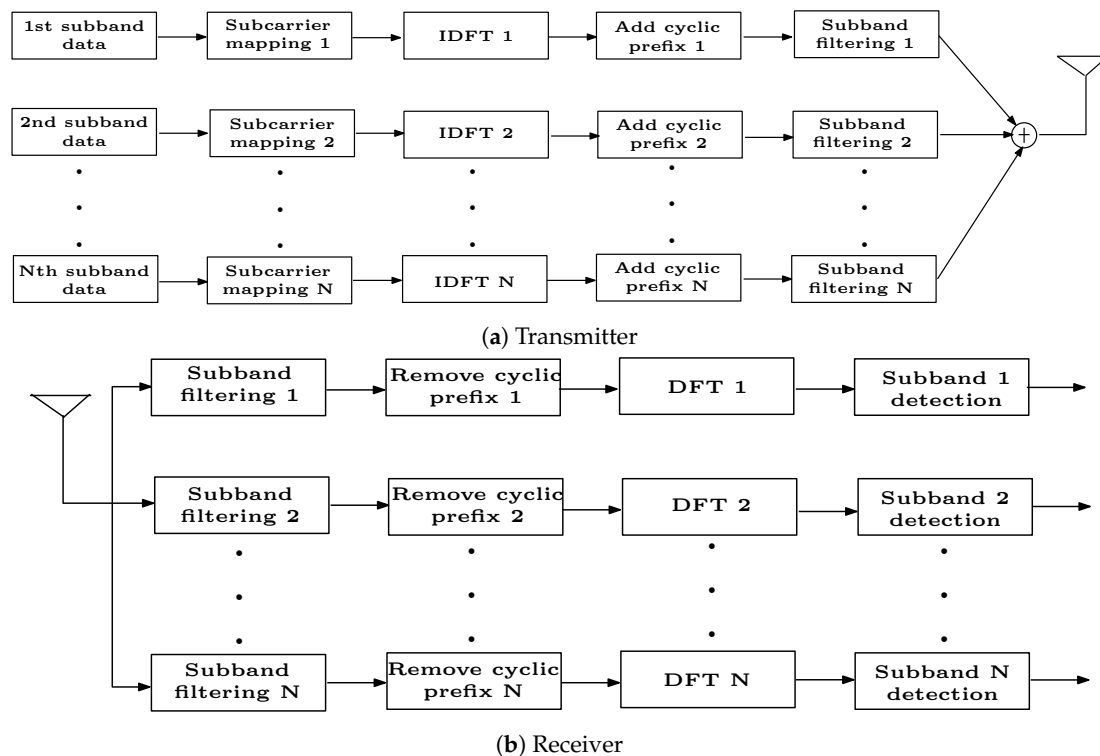 1st subband
data
Subcarrier
mapping 1
IDFT 1
Add cyclic
prefix 1
Subband
filtering 1
2nd subband
data
Subcarrier
mapping 2
IDFT 2
Add cyclic
prefix 2
Subband
filtering 2
+
Nth subband
data
Subcarrier
mapping N
IDFT N
Add cyclic
prefix N
Subband
filtering N
(a) Transmitter
Subband
filtering 1
Remove cyclic
prefix 1
DFT 1
Subband 1
detection
Subband
filtering 2
Remove cyclic
prefix 2
DFT 2
Subband 2
detection
Subband
filtering N
Remove cyclic
prefix N
DFT N
Subband N
detection
(b) Receiver